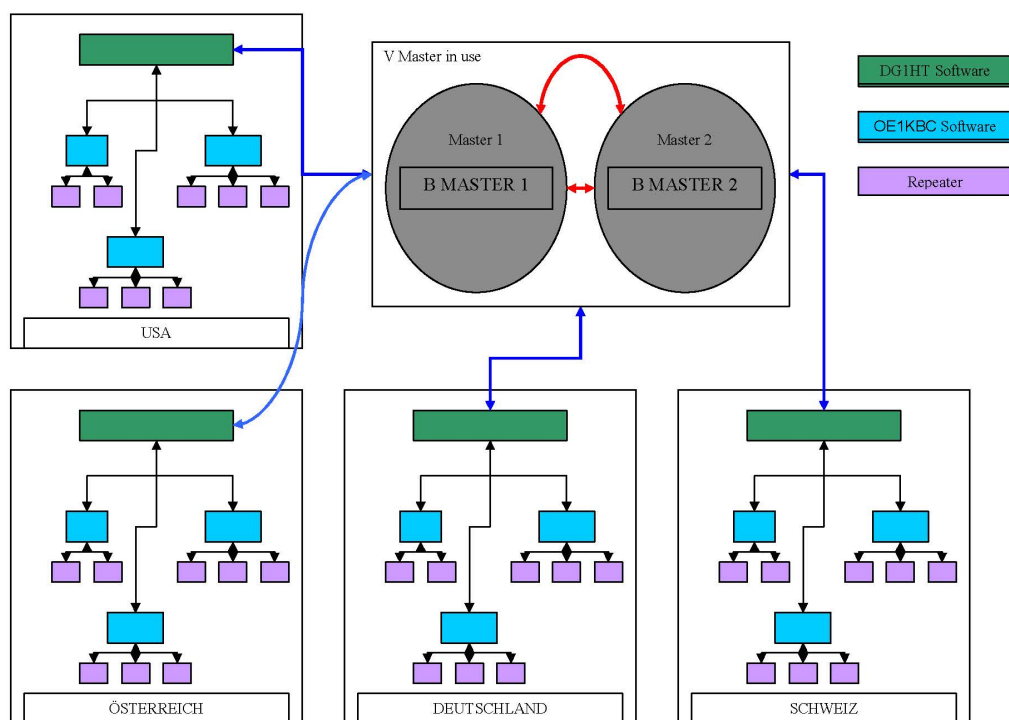 V Master in use
Master 1
Master 2
B MASTER 1
B MASTER 2
DG1HT Software
OE1KBC Software
Repeater
USA
ÖSTERREICH
DEUTSCHLAND
SCHWEIZ